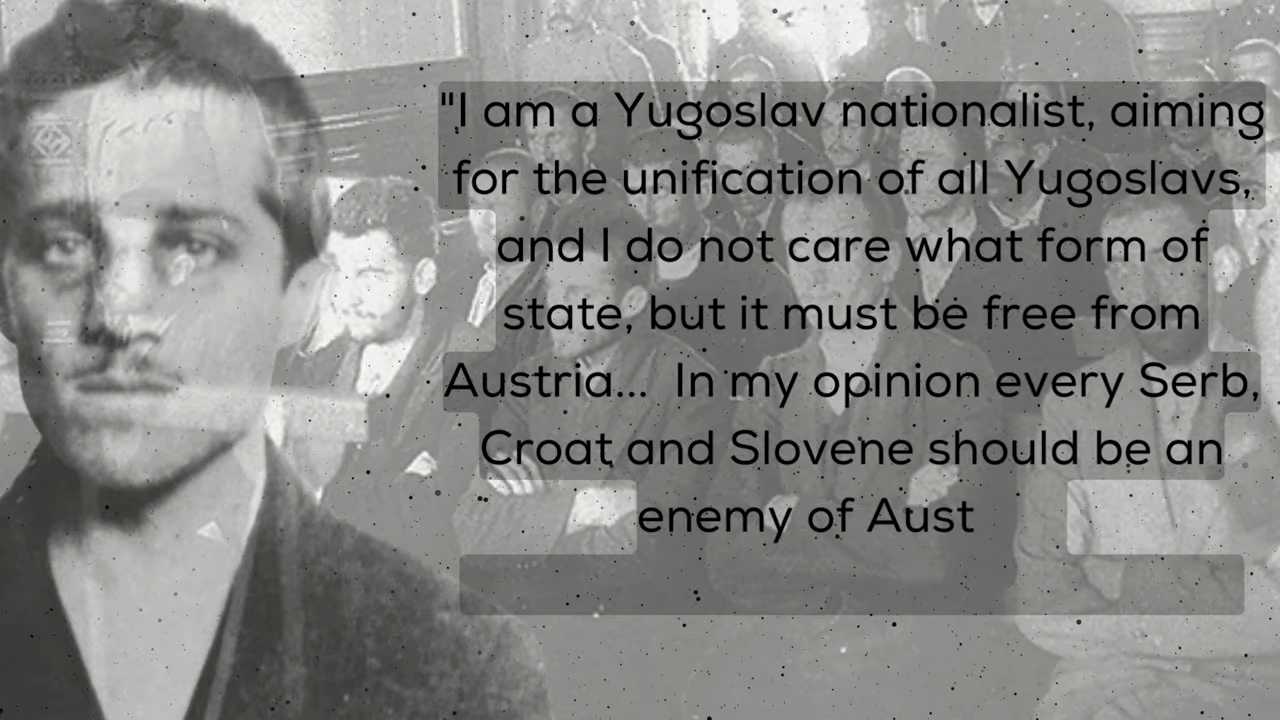 "I am a Yugoslav nationalist, aiming
for the unification of all Yugoslavs,
and I do not care what form of
state, but it must be free from
Austria... In my opinion every Serb,
Croat and Slovene should be an
enemy of Aust